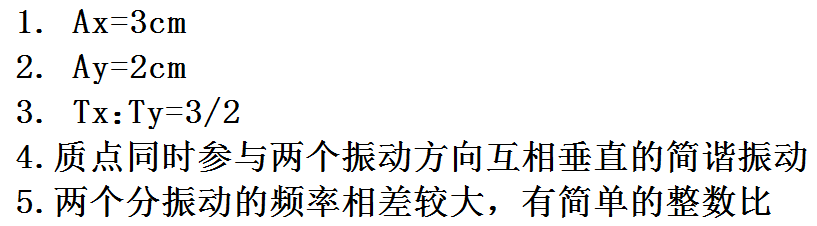 1. Ax=3cm
2. Ay=2cm
3. Tx:Ty=3/2
4.质点同时参与两个振动方向互相垂直的简谐振动
5.两个分振动的频率相差较大，有简单的整数比